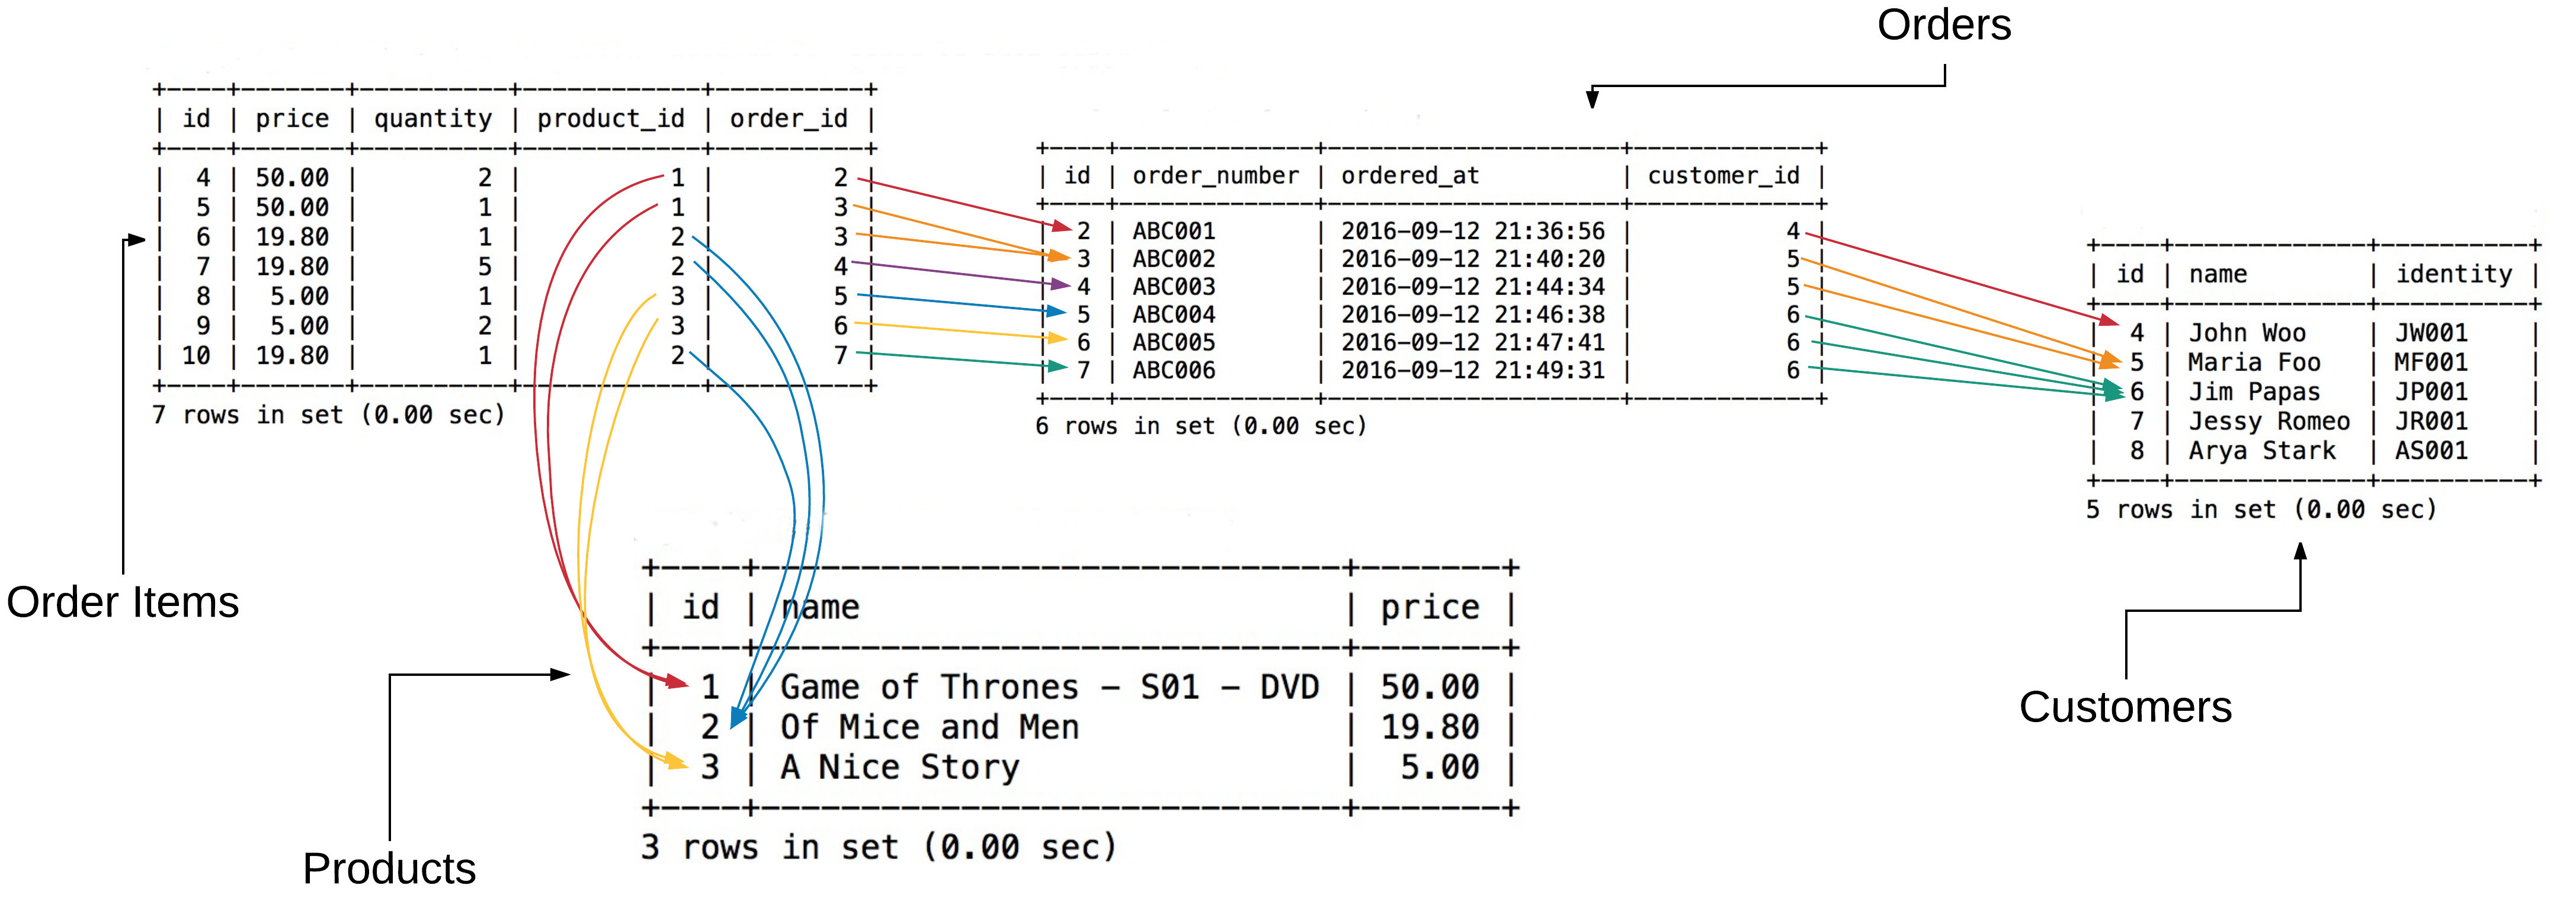 Orders
+----+-------+----------+------------+----------+
| id | price | quantity | product_id | order_id |
+----+-------+----------+------------+----------+
| 4 | 50.00 | 2 | 1 | 2 |
| 5 | 50.00 | 1 | 1 | 3 |
| 6 | 19.80 | 1 | 2 | 3 |
| 7 | 19.80 | 5 | 2 | 4 |
| 8 | 5.00 | 1 | 3 | 5 |
| 9 | 5.00 | 2 | 3 | 6 |
| 10 | 19.80 | 1 | 2 | 7 |
+----+-------+----------+------------+----------+
7 rows in set (0.00 sec)
Order Items
+----+--------------+---------------------+-------------+
| id | order_number | ordered_at | customer_id |
+----+--------------+---------------------+-------------+
| 2 | ABC001 | 2016-09-12 21:36:56 | 4 |
| 3 | ABC002 | 2016-09-12 21:40:20 | 5 |
| 4 | ABC003 | 2016-09-12 21:44:34 | 5 |
| 5 | ABC004 | 2016-09-12 21:46:38 | 6 |
| 6 | ABC005 | 2016-09-12 21:47:41 | 6 |
| 7 | ABC006 | 2016-09-12 21:49:31 | 6 |
+----+--------------+---------------------+-------------+
6 rows in set (0.00 sec)
+----+-------------+----------+
| id | name | identity |
+----+-------------+----------+
| 4 | John Woo | JW001 |
| 5 | Maria Foo | MF001 |
| 6 | Jim Papas | JP001 |
| 7 | Jessy Romeo | JR001 |
| 8 | Arya Stark | AS001 |
+----+-------------+----------+
5 rows in set (0.00 sec)
Customers
+----+-----------------------------+-------+
| id | name | price |
+----+-----------------------------+-------+
| 1 | Game of Thrones - S01 - DVD | 50.00 |
| 2 | Of Mice and Men | 19.80 |
| 3 | A Nice Story | 5.00 |
+----+-----------------------------+-------+
3 rows in set (0.00 sec)
Products